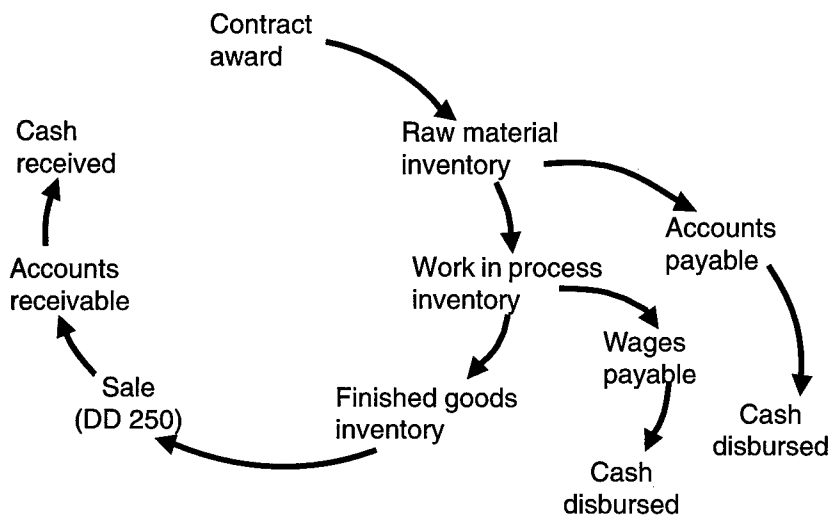 Contract
award
Raw material
inventory
Accounts
payable
Cash
disbursed
Work in process
inventory
Wages
payable
Cash
disbursed
Finished goods
inventory
Sale
(DD 250)
Accounts
receivable
Cash
received